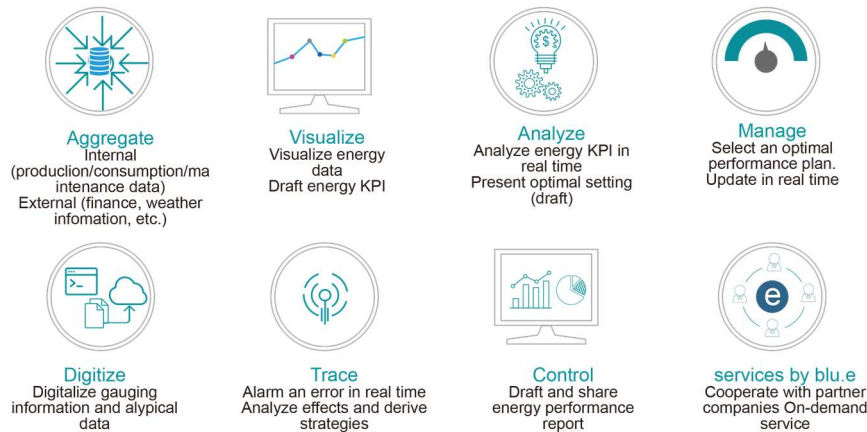 $
Aggregate
Internal
(produclion/consumption/ma
intenance data)
External (finance, weather
infomation, etc.)
Visualize
Visualize energy
data
Draft energy KPI
Analyze
Analyze energy KPI in
real time
Present optimal setting
(draft)
Manage
Select an optimal
performance plan.
Update in real time
>_
e
Digitize
Digitalize gauging
information and alypical
data
Trace
Alarm an error in real time
Analyze effects and derive
strategies
Control
Draft and share
energy performance
report
services by blu.e
Cooperate with partner
companies On-demand
service